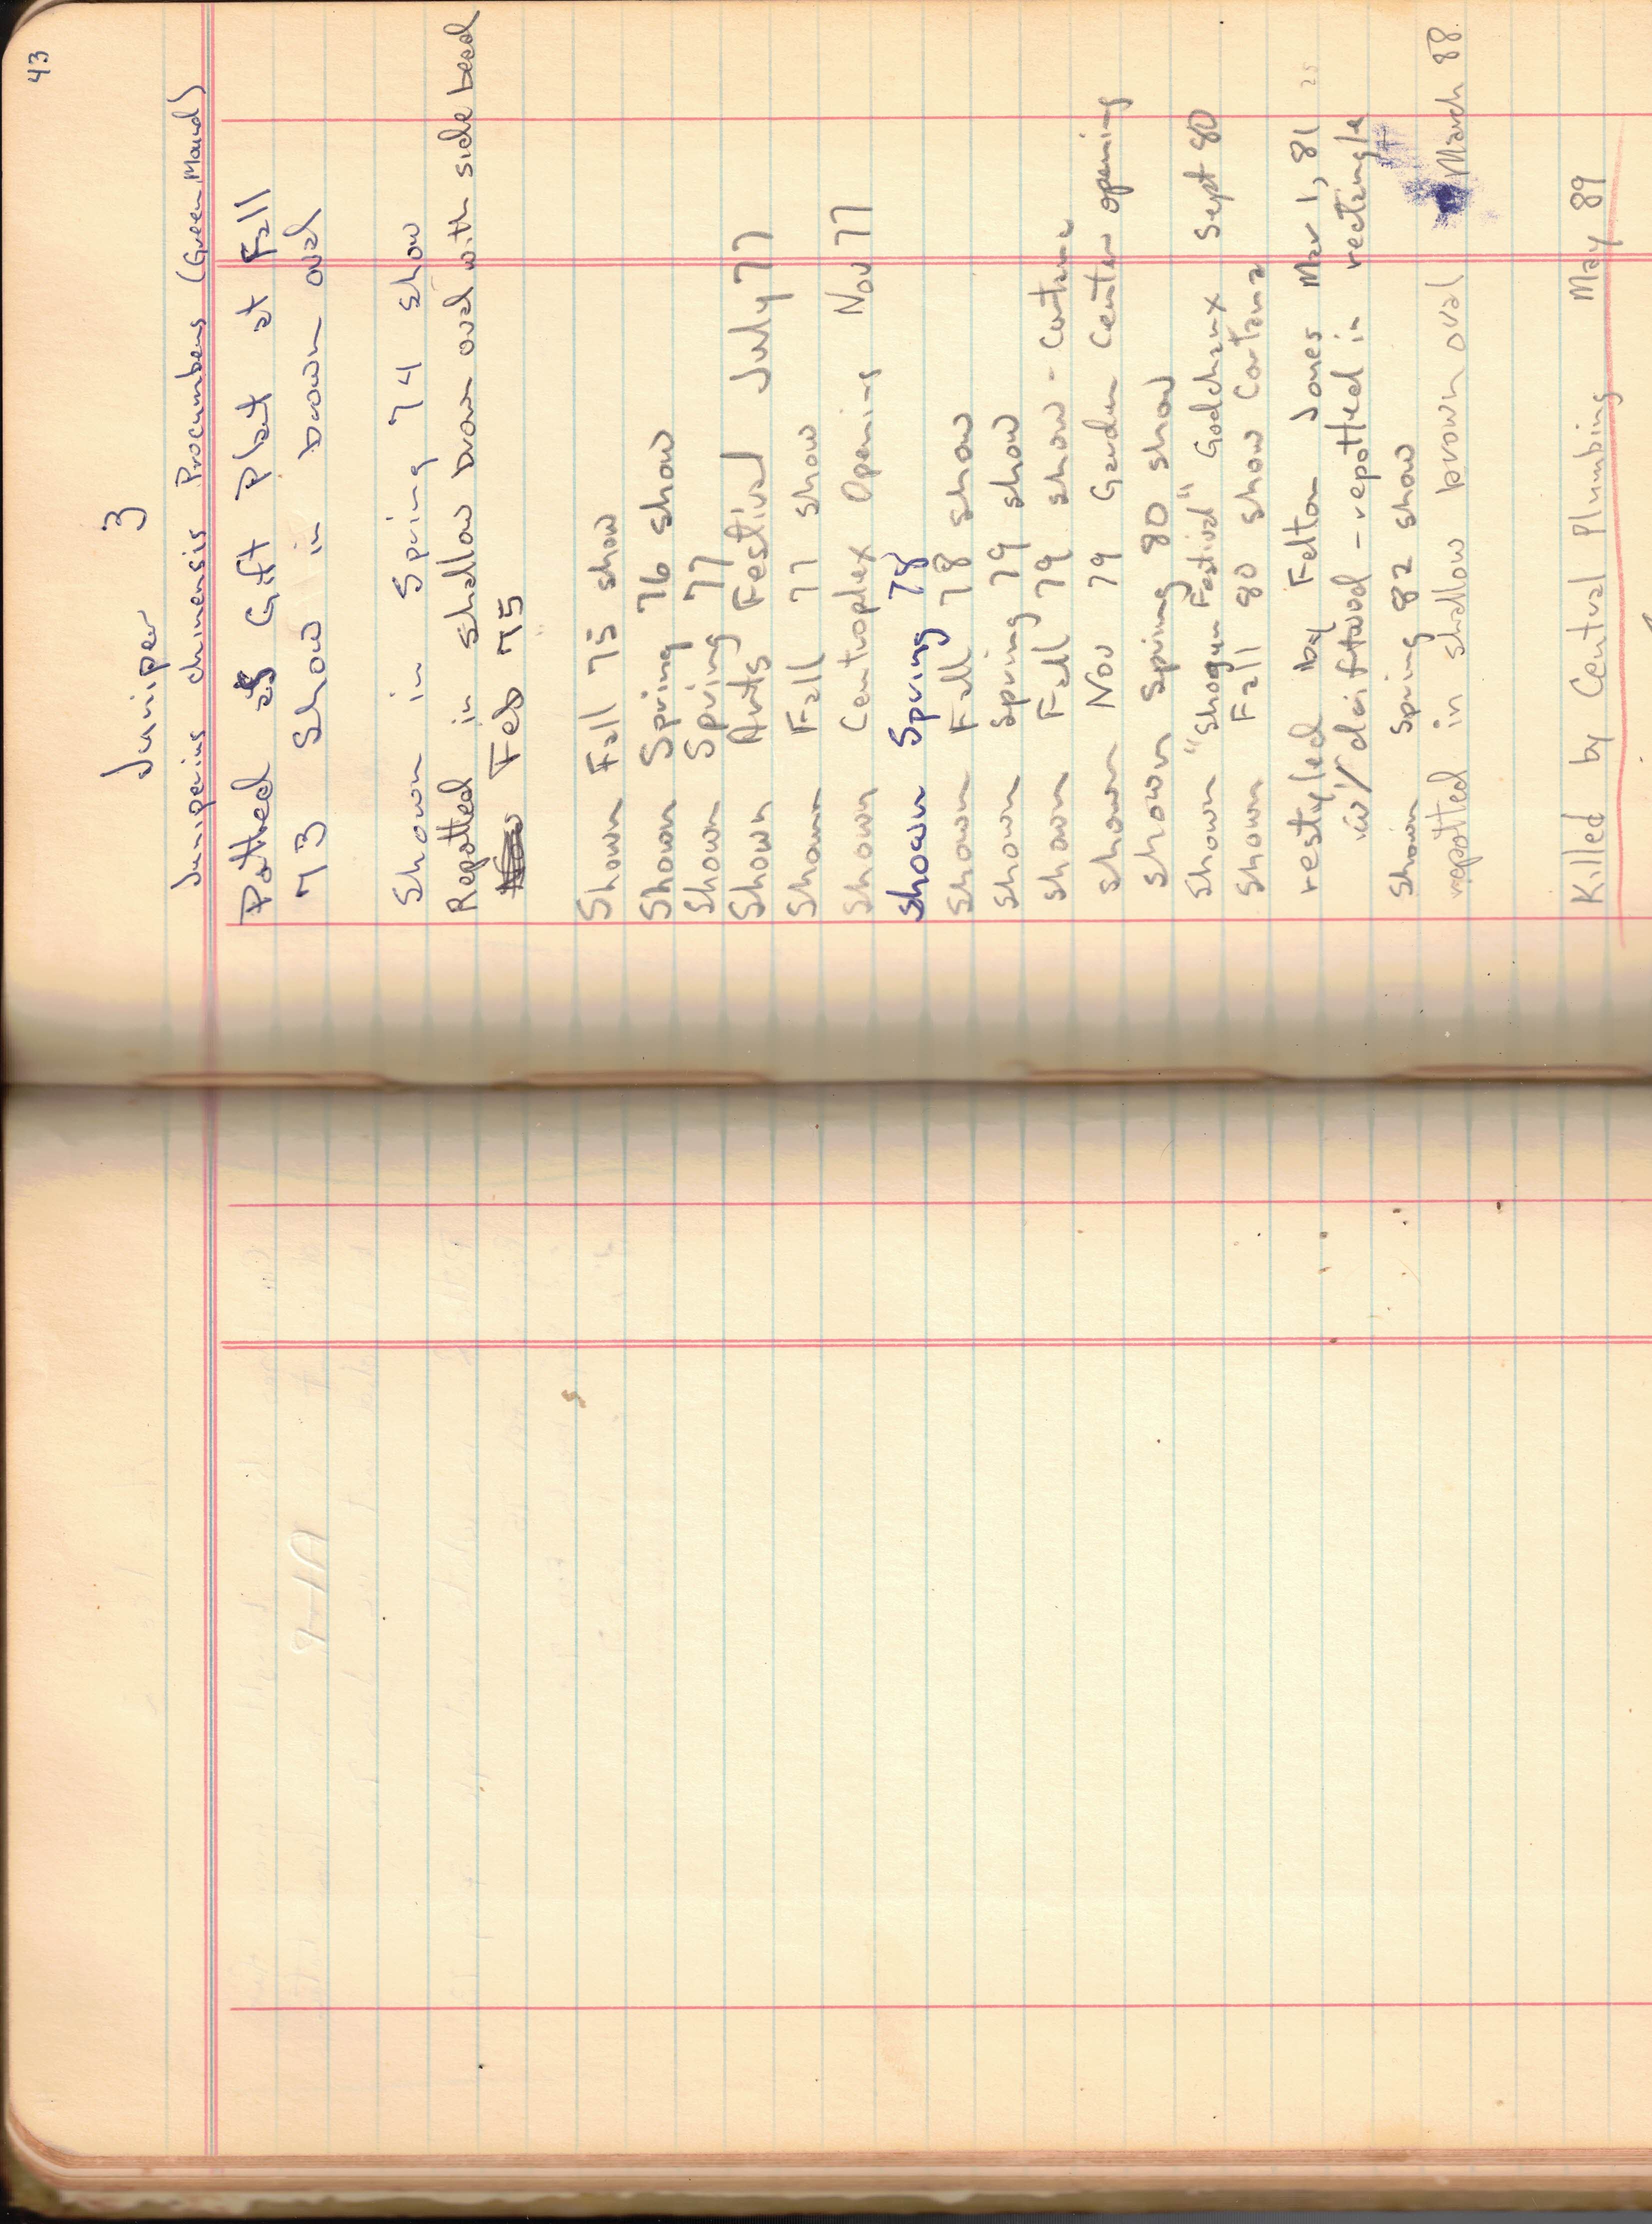 43
Juniper 3
Juniperius chinensis Procumbens (Green Mound)
Potted as Gift Plant at Fall
73 Show in brown oval
Shown in Spring 74 show
Repotted in shallow brown oval with side bead
Nov Feb 75
Shown Fall 75 show
Shown Spring 76 show
Shown Spring 77
Shown Arts Festival July 77
Shown Fall 77 show
Shown Centroplex Opening Nov 77
Shown Spring 78
Shown Fall 78 show
Shown Spring 79 show
Shown Fall 79 show - Cortana
shown Nov 79 Garden Center opening
shown Spring 80 show
Shown "Shogun Festival" Godchaux Sept 80
Shown Fall 80 show Cortana
restyled by Felton Jones Mar 1, 81
w/ driftwood - repotted in rectangle
Shown Spring 82 show
repotted in shallow brown oval March 88.
Killed by Central Plumbing May 89